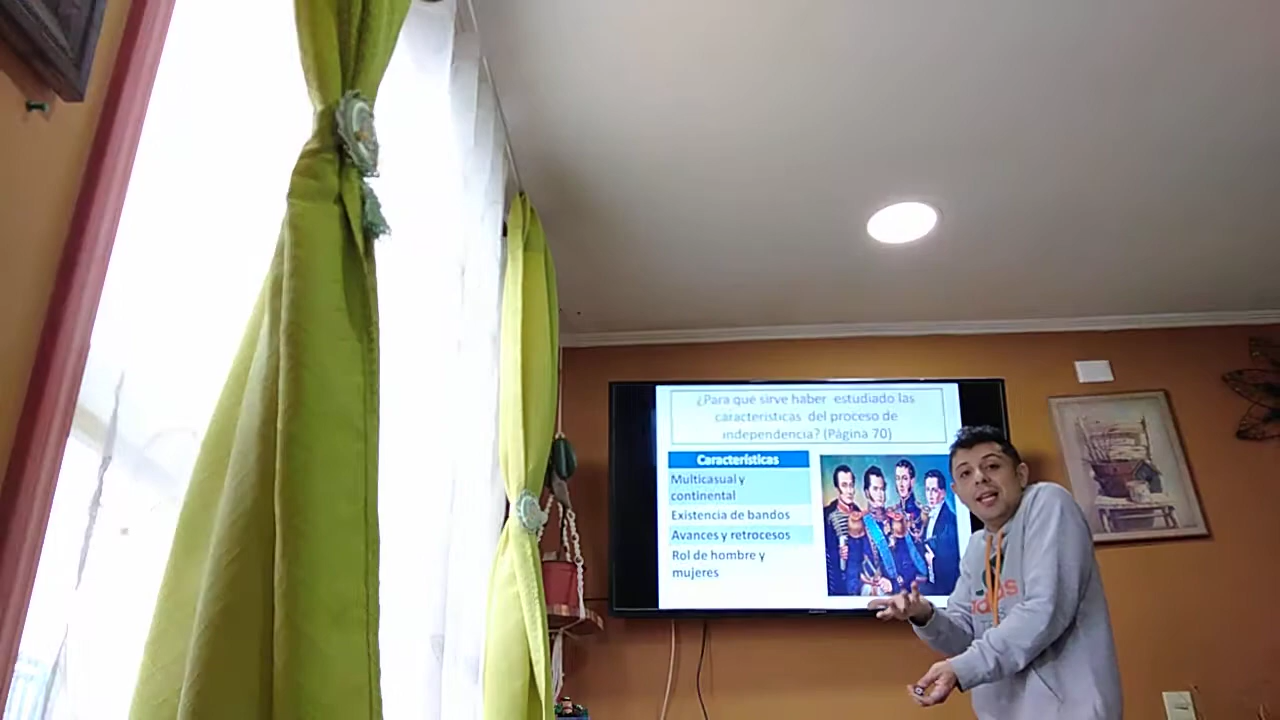 ¿Para qué sirve haber estudiado las
características del proceso de
independencia? (Página 70)
Características
Multicasual y
continental
Existencia de bandos
Avances y retrocesos
Rol de hombre y
mujeres